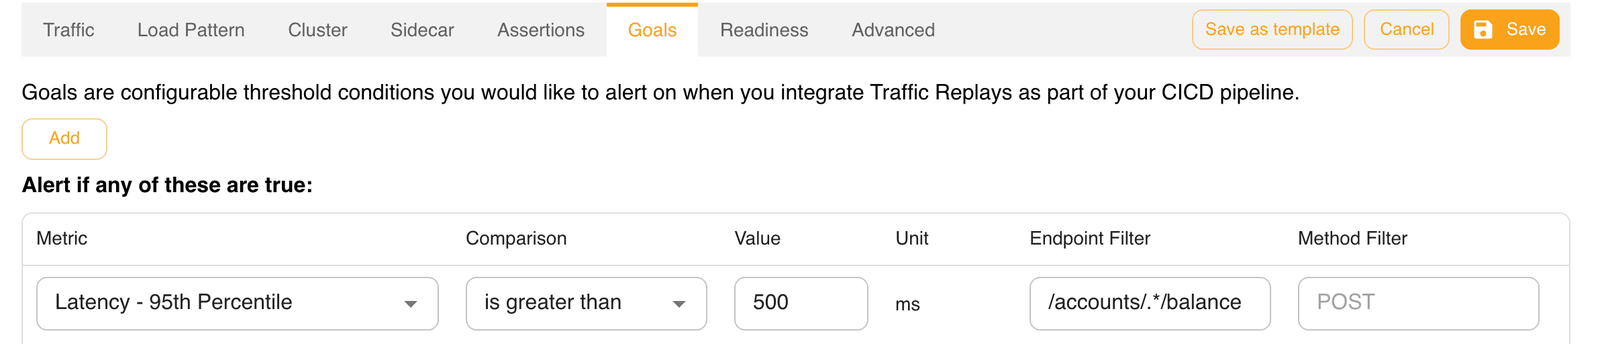 Traffic Load Pattern Cluster Sidecar Assertions Goals Readiness Advanced Save as template Cancel Save
Goals are configurable threshold conditions you would like to alert on when you integrate Traffic Replays as part of your CICD pipeline.
Add
Alert if any of these are true:
Metric Comparison Value Unit Endpoint Filter Method Filter
Latency - 95th Percentile is greater than 500 ms /accounts/.*/balance POST